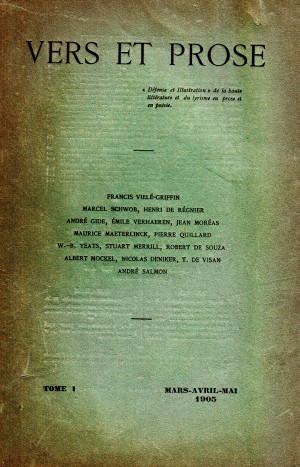 VERS ET PROSE
« Défense et Illustration » de la haute
littérature et du lyrisme en prose et
en poésie.
FRANCIS VIELÉ-GRIFFIN
MARCEL SCHWOB, HENRI DE RÉGNIER
ANDRÉ GIDE, ÉMILE VERHAEREN, JEAN MORÉAS
MAURICE MAETERLINCK, PIERRE QUILLARD
W.-B. YEATS, STUART MERRILL, ROBERT DE SOUZA
ALBERT MOCKEL, NICOLAS DENIKER, T. DE VISAN
ANDRÉ SALMON
TOME 1
MARS-AVRIL-MAI
1905